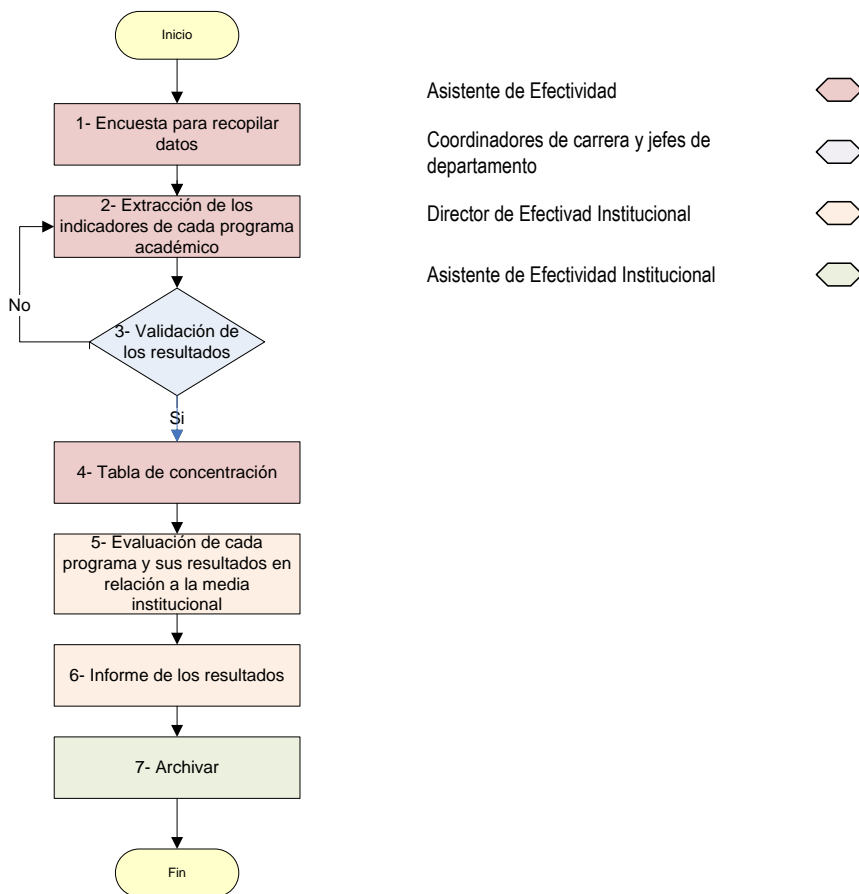 Inicio
1- Encuesta para recopilar
datos
2- Extracción de los
indicadores de cada programa
académico
No
3- Validación de
los resultados
Si
4- Tabla de concentración
5- Evaluación de cada
programa y sus resultados en
relación a la media
institucional
6- Informe de los resultados
7- Archivar
Fin
Asistente de Efectividad
Coordinadores de carrera y jefes de
departamento
Director de Efectivad Institucional
Asistente de Efectividad Institucional